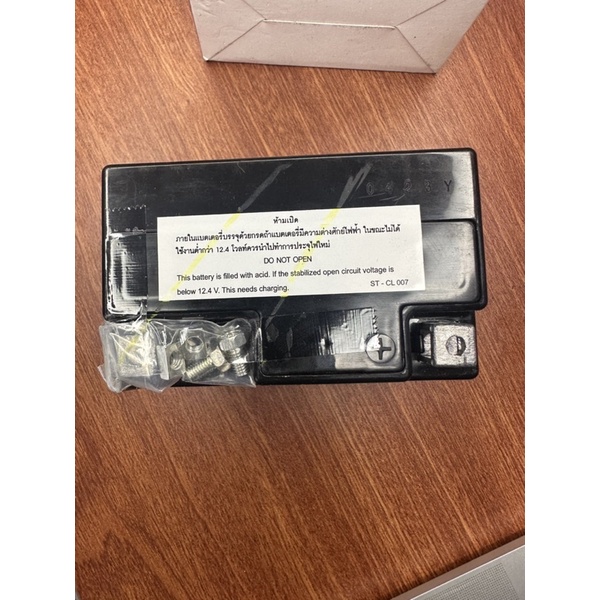 ห้ามเปิด
ภายในแบตเตอรี่บรรจุด้วยกรดถ้าแบตเตอรี่มีความต่างศักย์ไฟฟ้า ในขณะไม่ได้
ใช้งานต่ำกว่า 12.4 โวลท์ควรนำไปทำการประจุไฟใหม่
DO NOT OPEN
This battery is filled with acid. If the stabilized open circuit voltage is
below 12.4 V. This needs charging. ST - CL 007